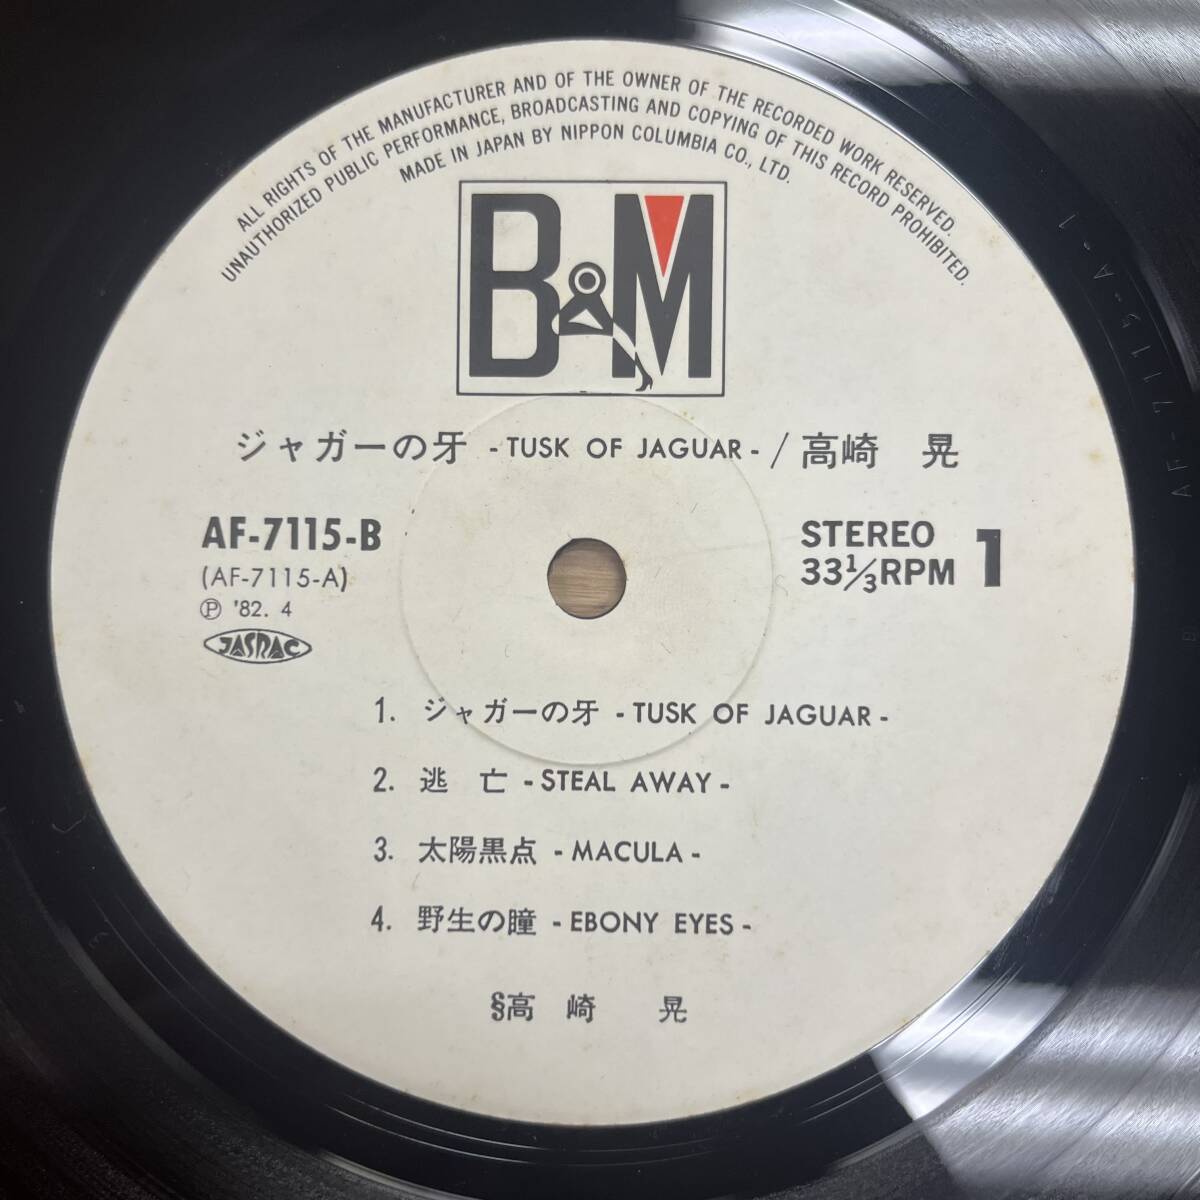 ALL RIGHTS OF THE MANUFACTURER AND OF THE OWNER OF THE RECORDED WORK RESERVED.
UNAUTHORIZED PUBLIC PERFORMANCE, BROADCASTING AND COPYING OF THIS RECORD PROHIBITED.
MADE IN JAPAN BY NIPPON COLUMBIA CO., LTD.
B&M
ジャガーの牙 -TUSK OF JAGUAR- / 高崎 晃
AF-7115-B
(AF-7115-A)
Ⓟ '82. 4
JASRAC
STEREO
33⅓RPM
1
1. ジャガーの牙 -TUSK OF JAGUAR-
2. 逃 亡 -STEAL AWAY-
3. 太陽黒点 -MACULA-
4. 野生の瞳 -EBONY EYES-
§高 崎 晃
AF-7115-A-1